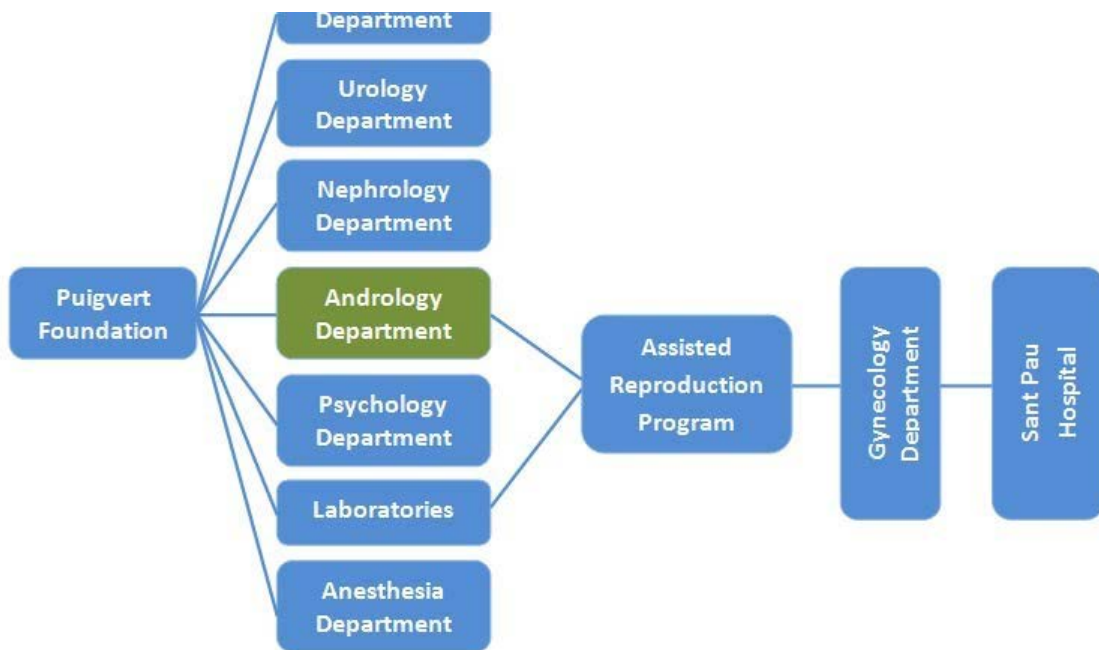 Department
Urology
Department
Nephrology
Department
Puigvert
Foundation
Andrology
Department
Psychology
Department
Laboratories
Anesthesia
Department
Assisted
Reproduction
Program
Gynecology
Department
Sant Pau
Hospital